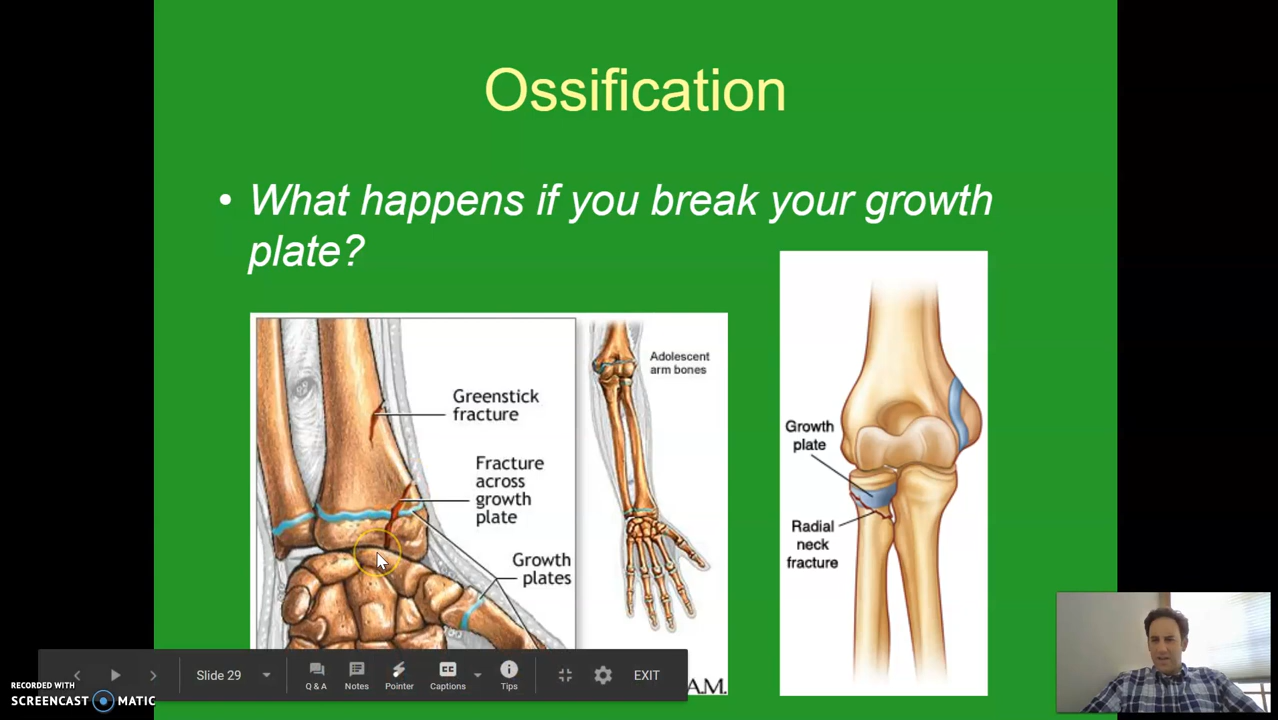 Ossification
• What happens if you break your growth
plate?
Greenstick
fracture
Fracture
across
growth
plate
Growth
plates
Adolescent
arm bones
Growth
plate
Radial
neck
fracture
A.M.
Slide 29
Q & A
Notes
Pointer
CC
Captions
Tips
EXIT
RECORDED WITH
SCREENCAST MATIC